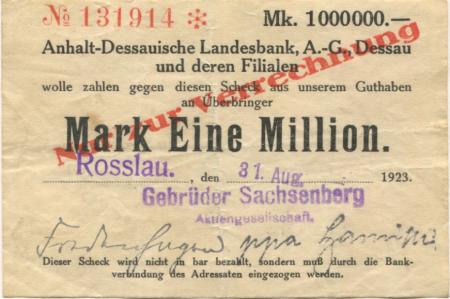 № 131914 * Mk. 1000000.—
Anhalt-Dessauische Landesbank, A.-G., Dessau
und deren Filialen
wolle zahlen gegen diesen Scheck aus unserem Guthaben
an Überbringer
Nur zur Verrechnung
Mark Eine Million.
Rosslau. , den 31. Aug. 1923.
Gebrüder Sachsenberg
Aktiengesellschaft.
ppa
Dieser Scheck wird nicht in bar bezahlt, sondern muß durch die Bank-
verbindung des Adressaten eingezogen werden.